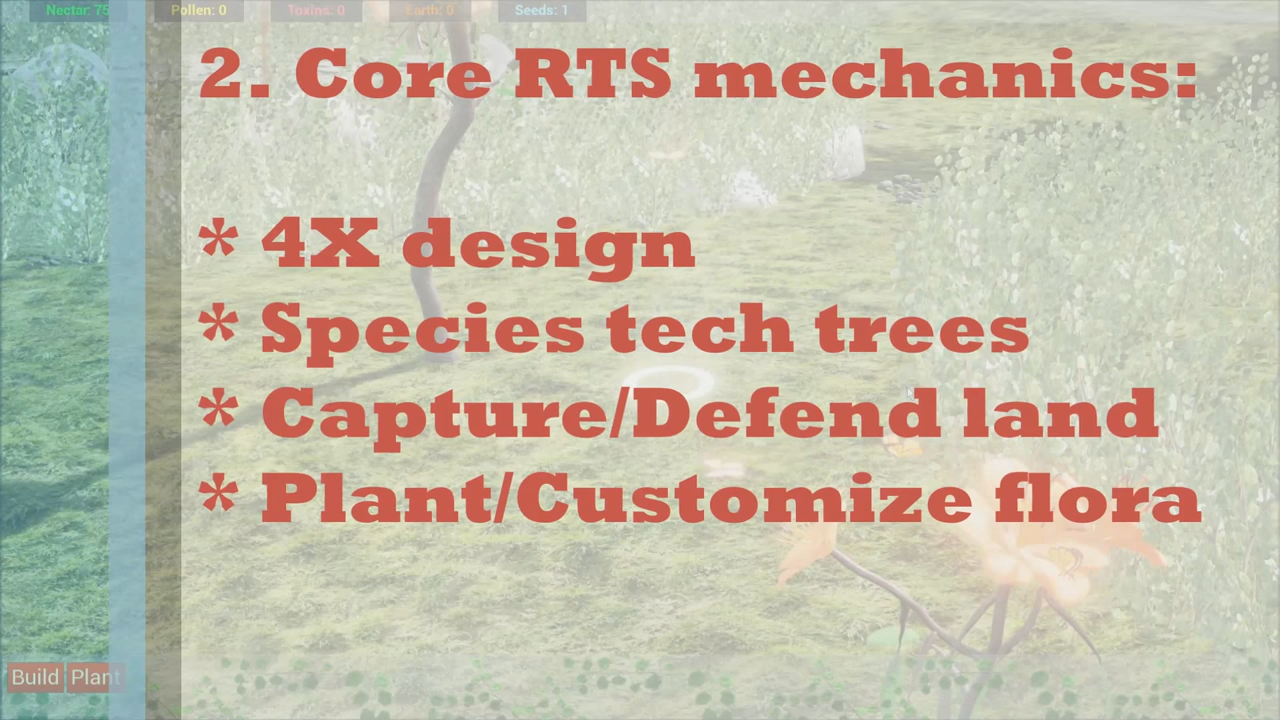 Nectar: 75 Pollen: 0 Toxins: 0 Earth: 0 Seeds: 1
2. Core RTS mechanics:
* 4X design
* Species tech trees
* Capture/Defend land
* Plant/Customize flora
Build Plant